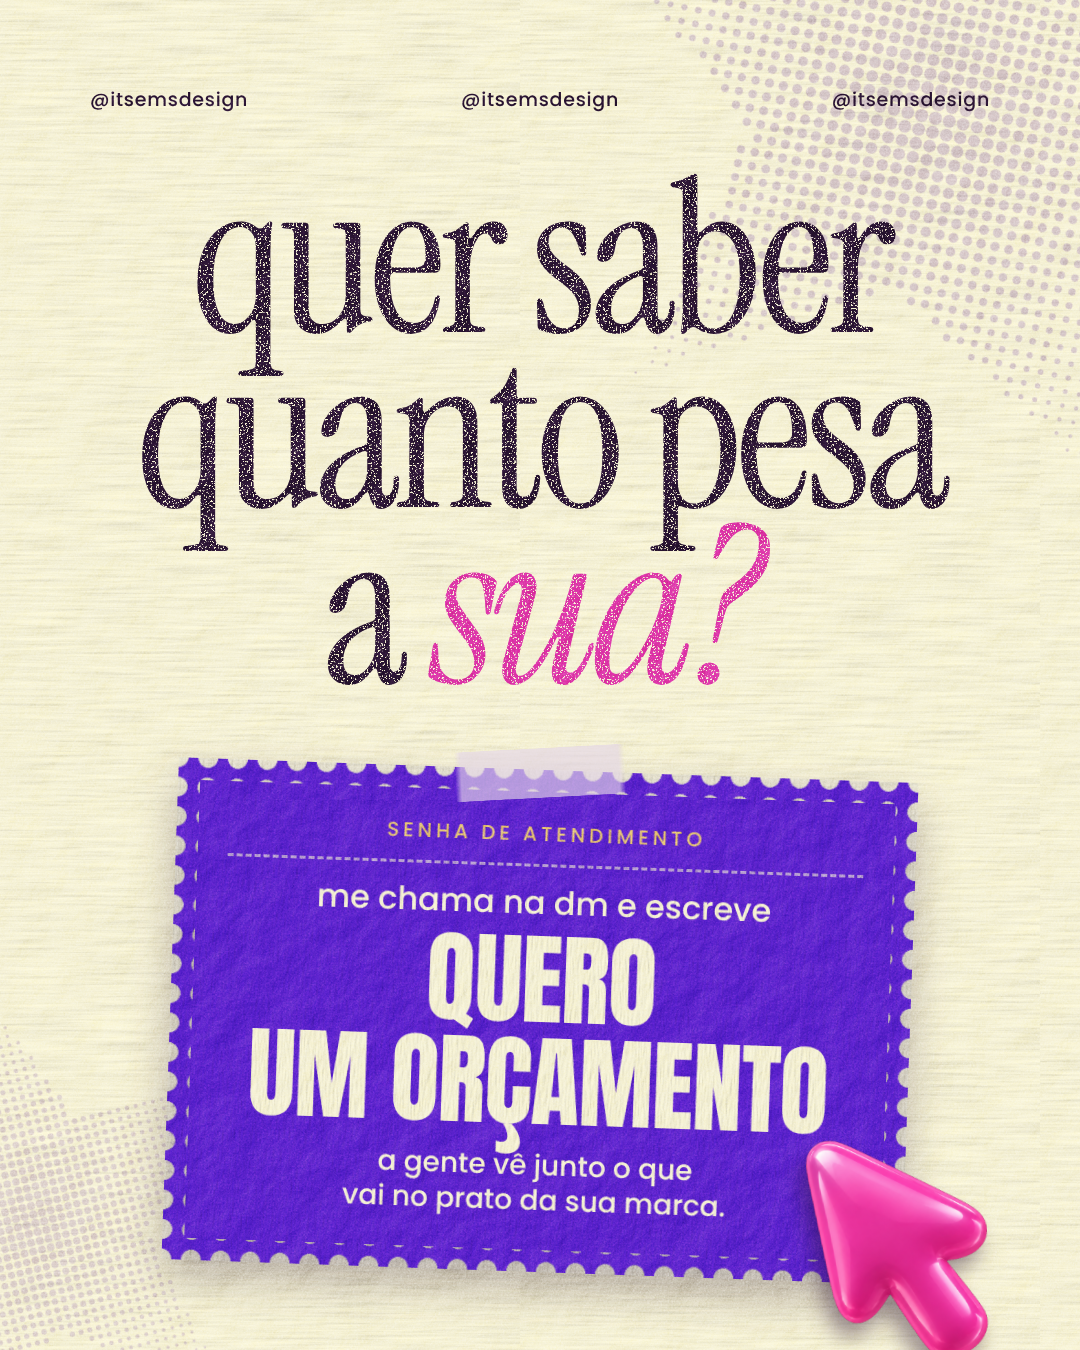 @itsemsdesign @itsemsdesign @itsemsdesign
quer saber
quanto pesa
a sua?
SENHA DE ATENDIMENTO
me chama na dm e escreve
QUERO
UM ORÇAMENTO
a gente vê junto o que
vai no prato da sua marca.